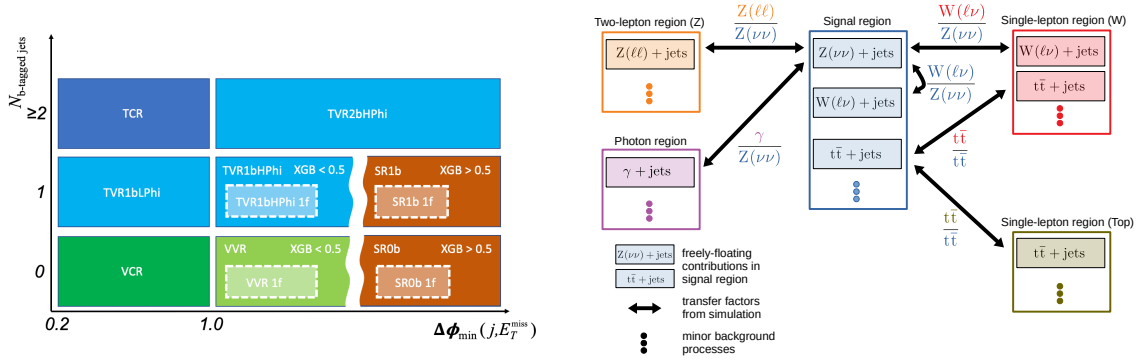 N_b-tagged jets
≥2
TCR
TVR2bHPhi
1
TVR1bLPhi
TVR1bHPhi XGB < 0.5
TVR1bHPhi 1f
SR1b XGB > 0.5
SR1b 1f
0
VCR
VVR XGB < 0.5
VVR 1f
SR0b XGB > 0.5
SR0b 1f
0.2
1.0
Δϕ_min(j,E_T^miss)
Two-lepton region (Z)
Z(ℓℓ) + jets
Z(ℓℓ)
Z(νν)
Signal region
Z(νν) + jets
W(ℓν) + jets
tt̄ + jets
W(ℓν)
Z(νν)
W(ℓν)
Z(νν)
Single-lepton region (W)
W(ℓν) + jets
tt̄ + jets
Photon region
γ + jets
γ
Z(νν)
tt̄
tt̄
tt̄
tt̄
Single-lepton region (Top)
tt̄ + jets
Z(νν) + jets
tt̄ + jets
freely-floating
contributions in
signal region
transfer factors
from simulation
minor background
processes